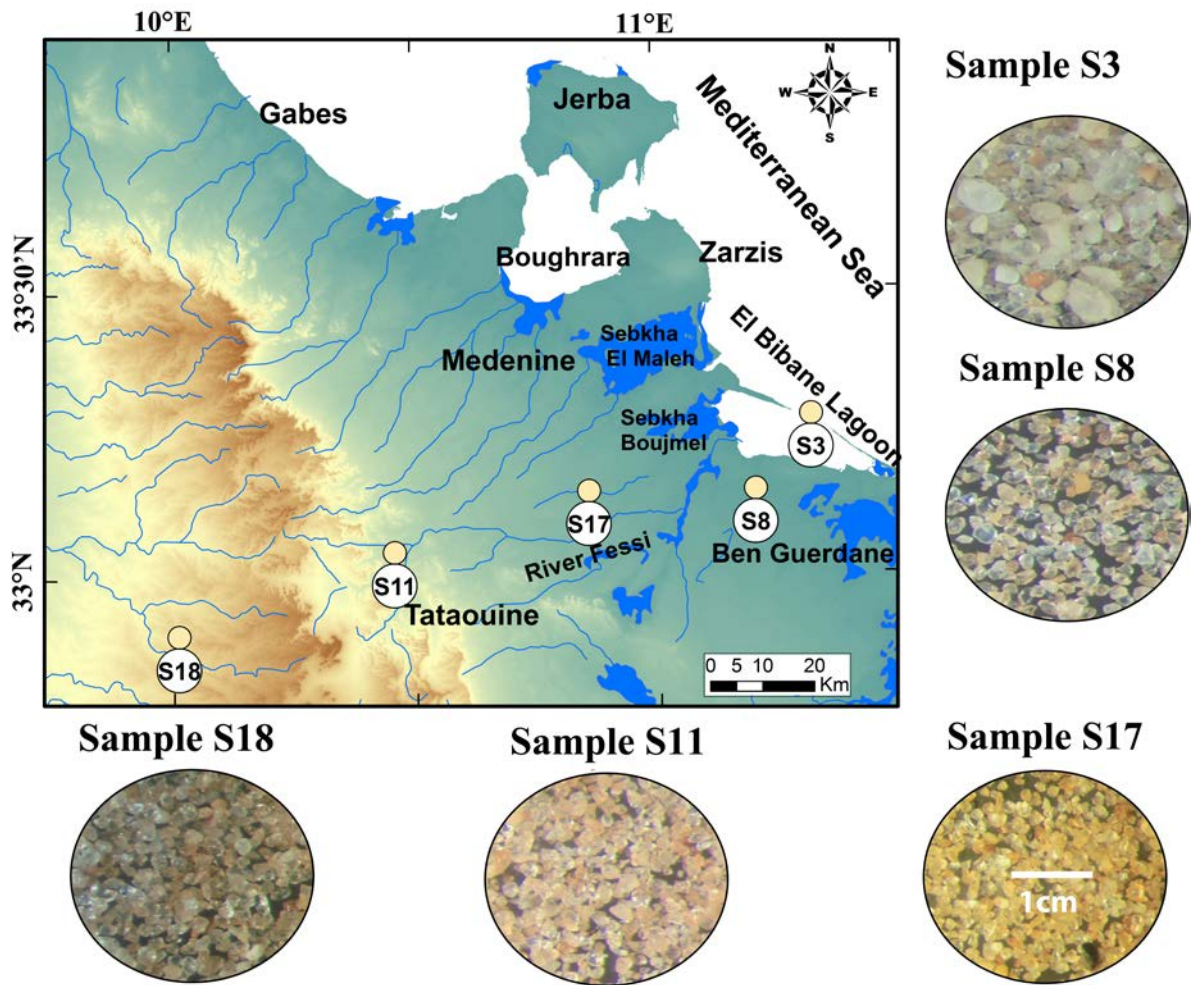 10°E
11°E
Sample S3
Gabes
Jerba
N
W
E
S
Mediterranean Sea
Boughrara
Zarzis
33°30'N
Sebkha
El Maleh
El Bibane Lagoon
Medenine
Sample S8
Sebkha
Boujmel
S3
S17
S8
River Fessi
Ben Guerdane
33°N
S11
Tataouine
S18
0 5 10 20
Km
Sample S18
Sample S11
Sample S17
1cm